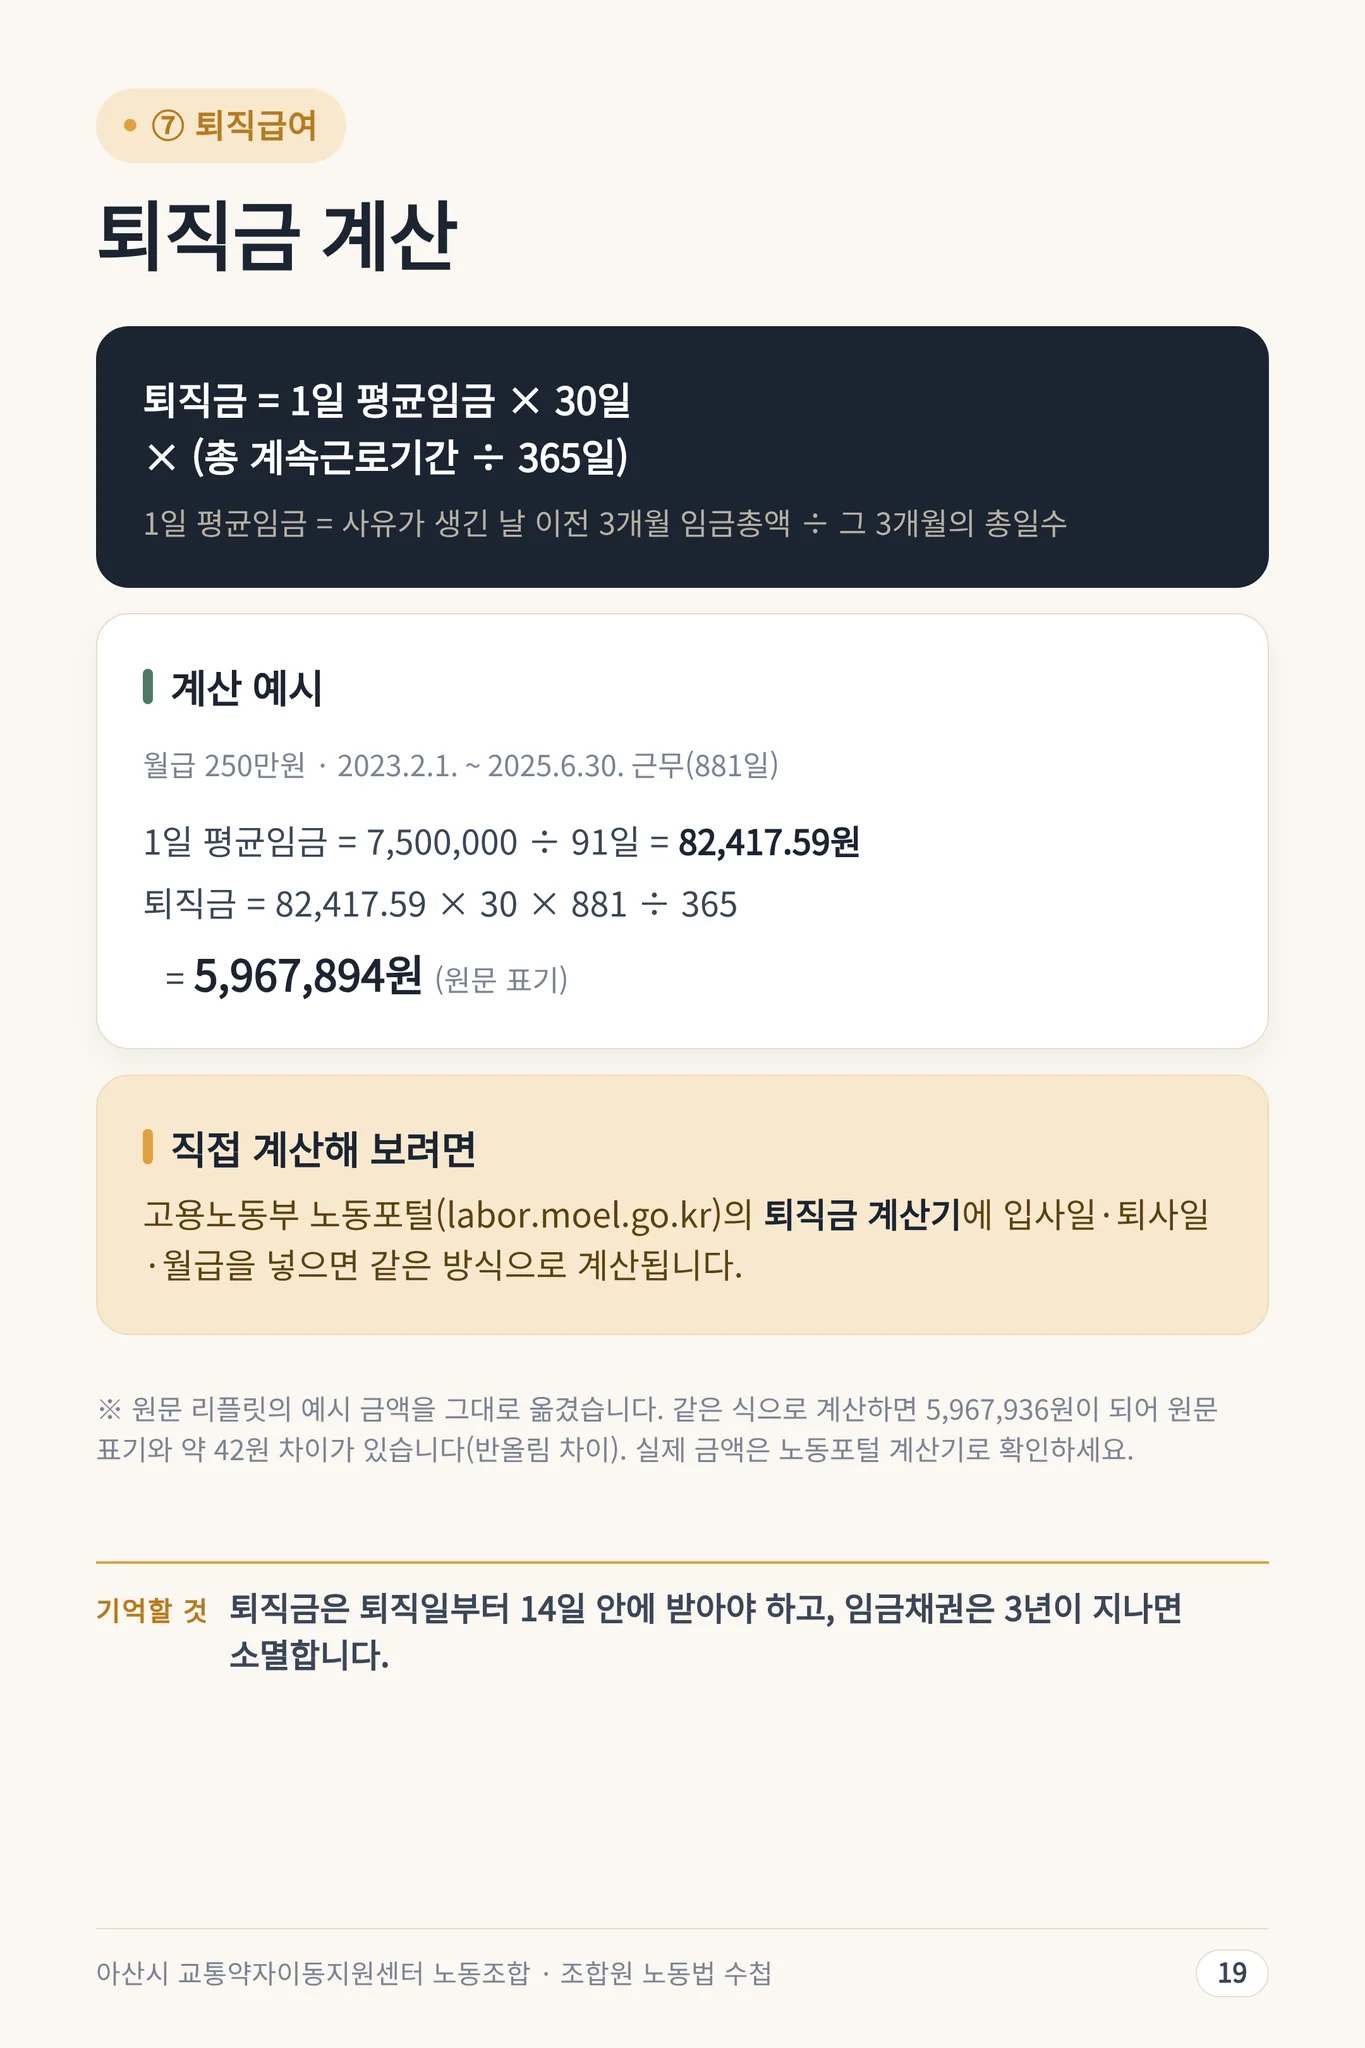 • ⑦ 퇴직급여
퇴직금 계산
퇴직금 = 1일 평균임금 × 30일
× (총 계속근로기간 ÷ 365일)
1일 평균임금 = 사유가 생긴 날 이전 3개월 임금총액 ÷ 그 3개월의 총일수
계산 예시
월급 250만원 · 2023.2.1. ~ 2025.6.30. 근무(881일)
1일 평균임금 = 7,500,000 ÷ 91일 = 82,417.59원
퇴직금 = 82,417.59 × 30 × 881 ÷ 365
= 5,967,894원 (원문 표기)
직접 계산해 보려면
고용노동부 노동포털(labor.moel.go.kr)의 퇴직금 계산기에 입사일·퇴사일
·월급을 넣으면 같은 방식으로 계산됩니다.
※ 원문 리플릿의 예시 금액을 그대로 옮겼습니다. 같은 식으로 계산하면 5,967,936원이 되어 원문
표기와 약 42원 차이가 있습니다(반올림 차이). 실제 금액은 노동포털 계산기로 확인하세요.
기억할 것 퇴직금은 퇴직일부터 14일 안에 받아야 하고, 임금채권은 3년이 지나면
소멸합니다.
아산시 교통약자이동지원센터 노동조합 · 조합원 노동법 수첩
19